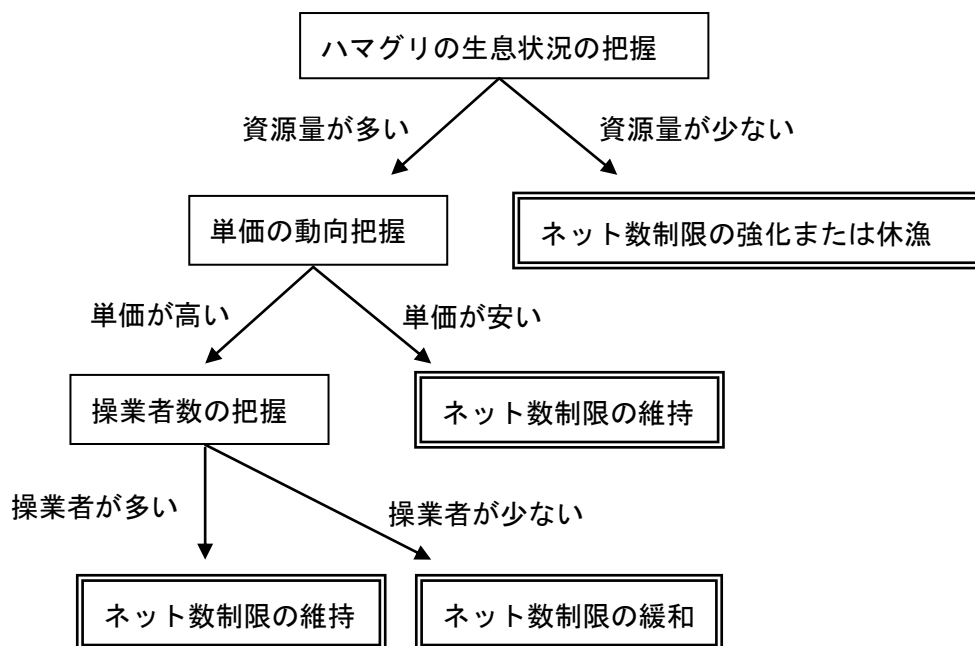 ハマグリの生息状況の把握
資源量が多い
資源量が少ない
単価の動向把握
ネット数制限の強化または休漁
単価が高い
単価が安い
操業者数の把握
ネット数制限の維持
操業者が多い
操業者が少ない
ネット数制限の維持
ネット数制限の緩和